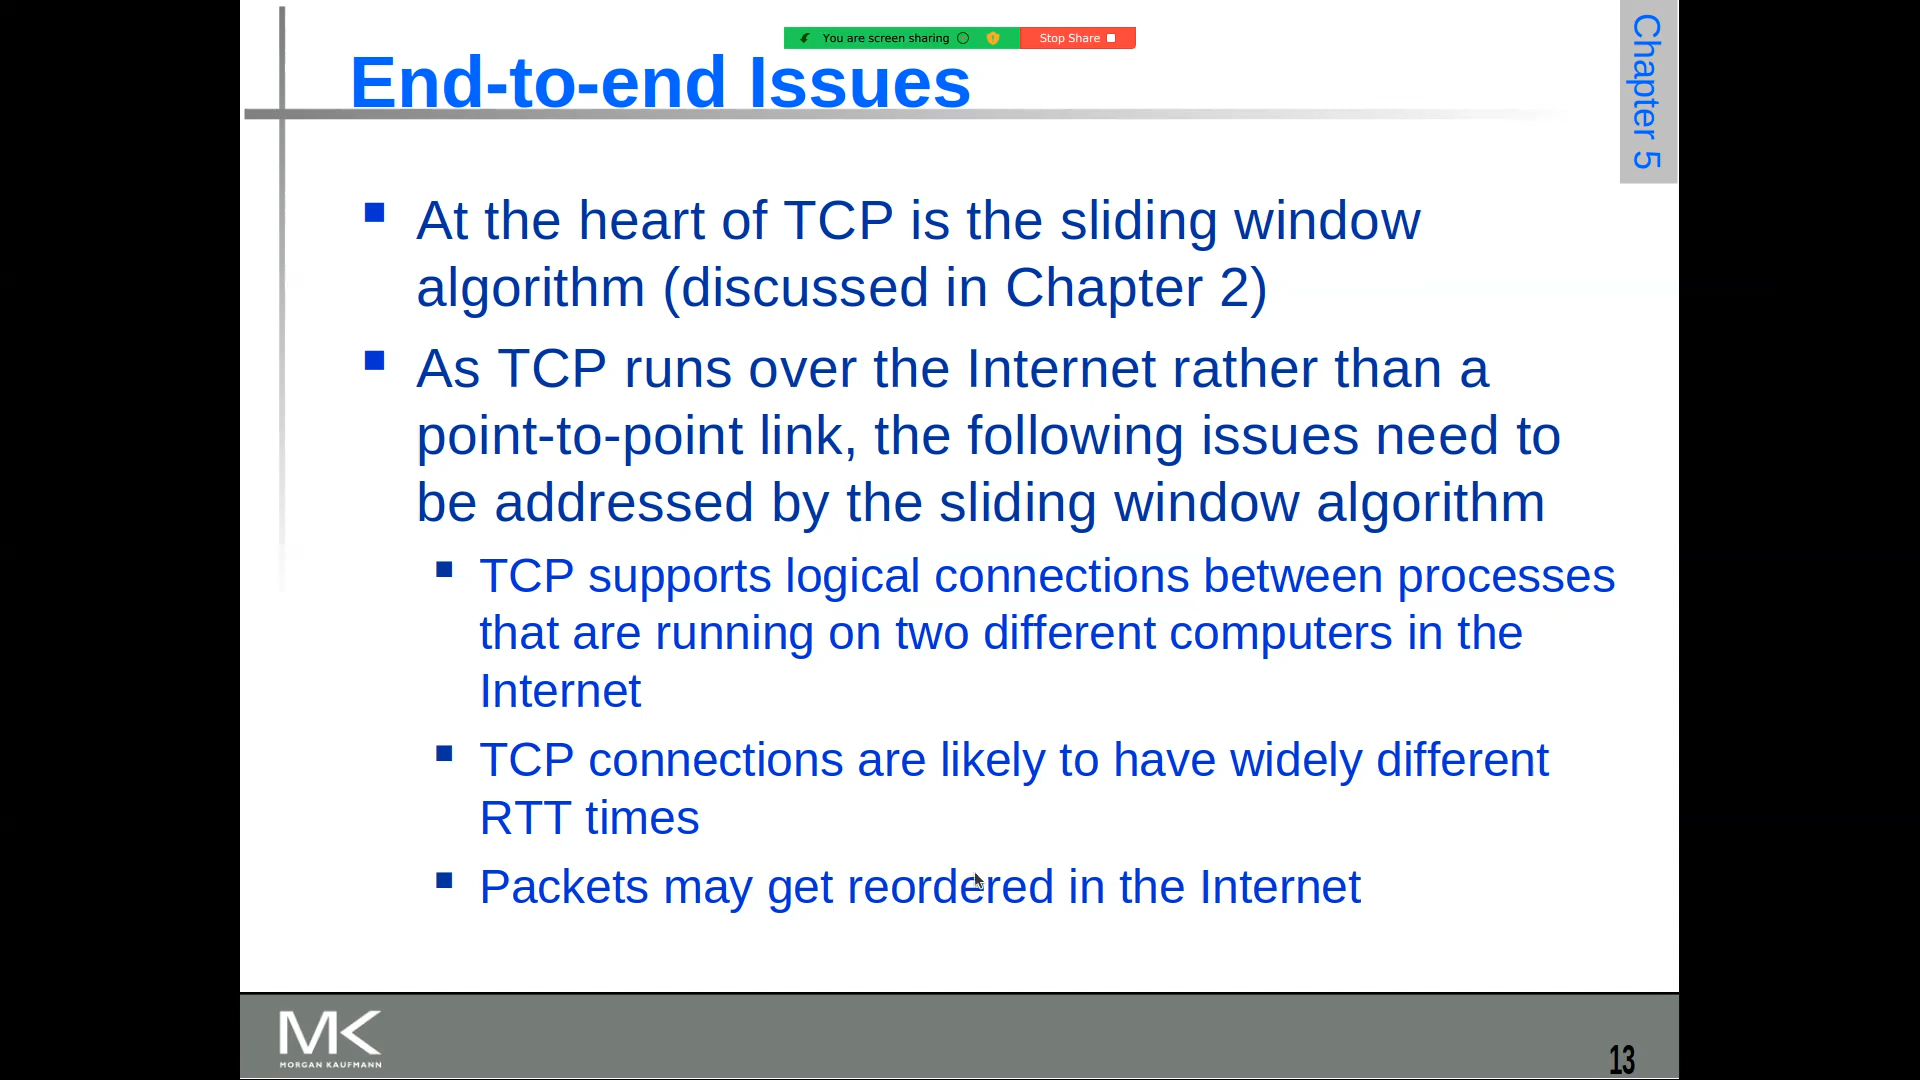 You are screen sharing
Stop Share
End-to-end Issues
Chapter 5
■ At the heart of TCP is the sliding window
algorithm (discussed in Chapter 2)
■ As TCP runs over the Internet rather than a
point-to-point link, the following issues need to
be addressed by the sliding window algorithm
■ TCP supports logical connections between processes
that are running on two different computers in the
Internet
■ TCP connections are likely to have widely different
RTT times
■ Packets may get reordered in the Internet
MK
MORGAN KAUFMANN
13